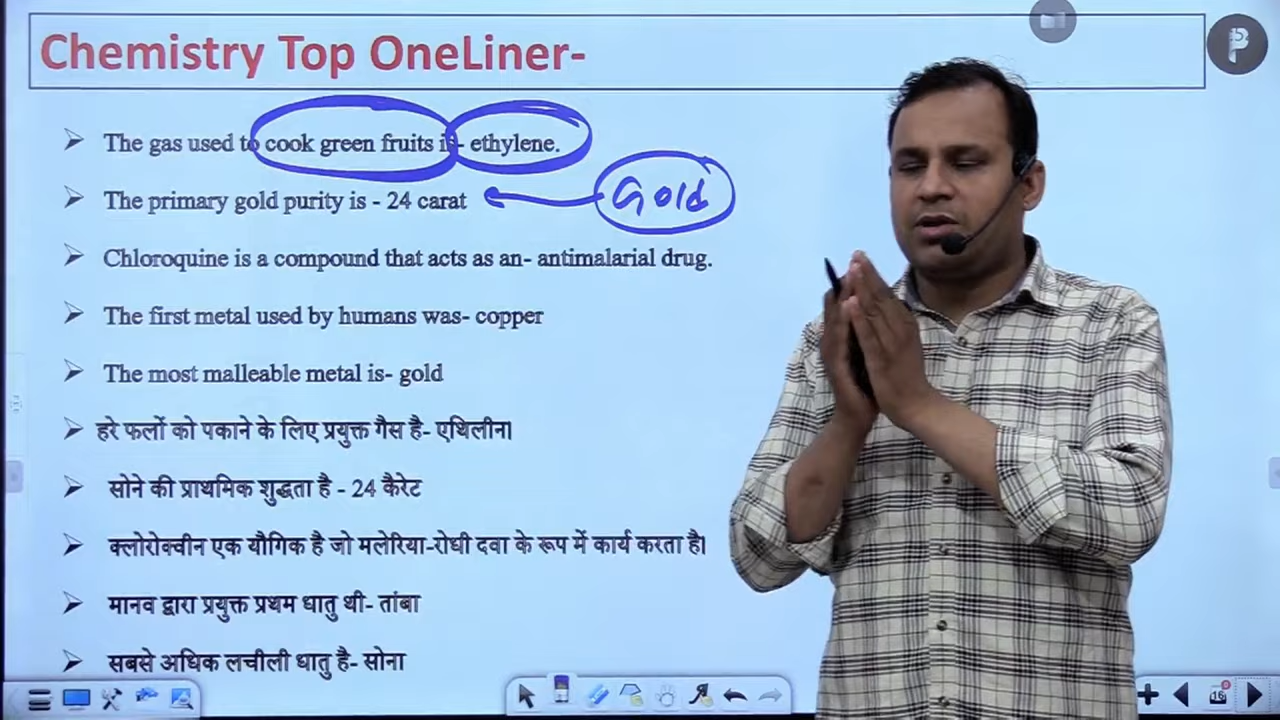 Chemistry Top OneLiner-
The gas used to cook green fruits is- ethylene.
The primary gold purity is - 24 carat
Gold
Chloroquine is a compound that acts as an- antimalarial drug.
The first metal used by humans was- copper
The most malleable metal is- gold
हरे फलों को पकाने के लिए प्रयुक्त गैस है- एथिलीन।
सोने की प्राथमिक शुद्धता है - 24 कैरेट
क्लोरोक्वीन एक यौगिक है जो मलेरिया-रोधी दवा के रूप में कार्य करता है।
मानव द्वारा प्रयुक्त प्रथम धातु थी- तांबा
सबसे अधिक लचीली धातु है- सोना
16